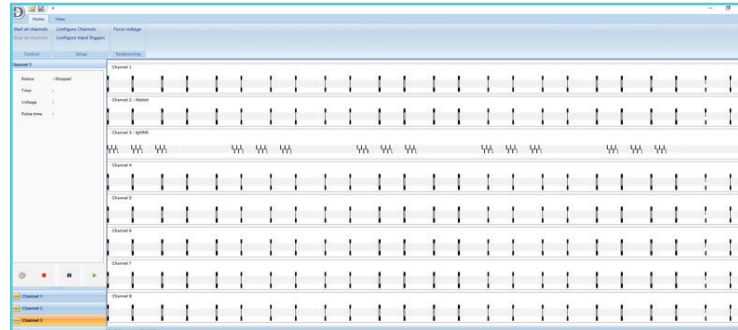 D
Home View
Start all channels Configure Channels Force-Voltage
Stop all channels Configure Input Triggers
Control Setup Relationship
Channel 3
Status : Stopped
Time :
Voltage :
Pulse time :
Channel 1
Channel 2
Channel 3
Channel 1
Channel 2 -
Channel 3 -
Channel 4
Channel 5
Channel 6
Channel 7
Channel 8